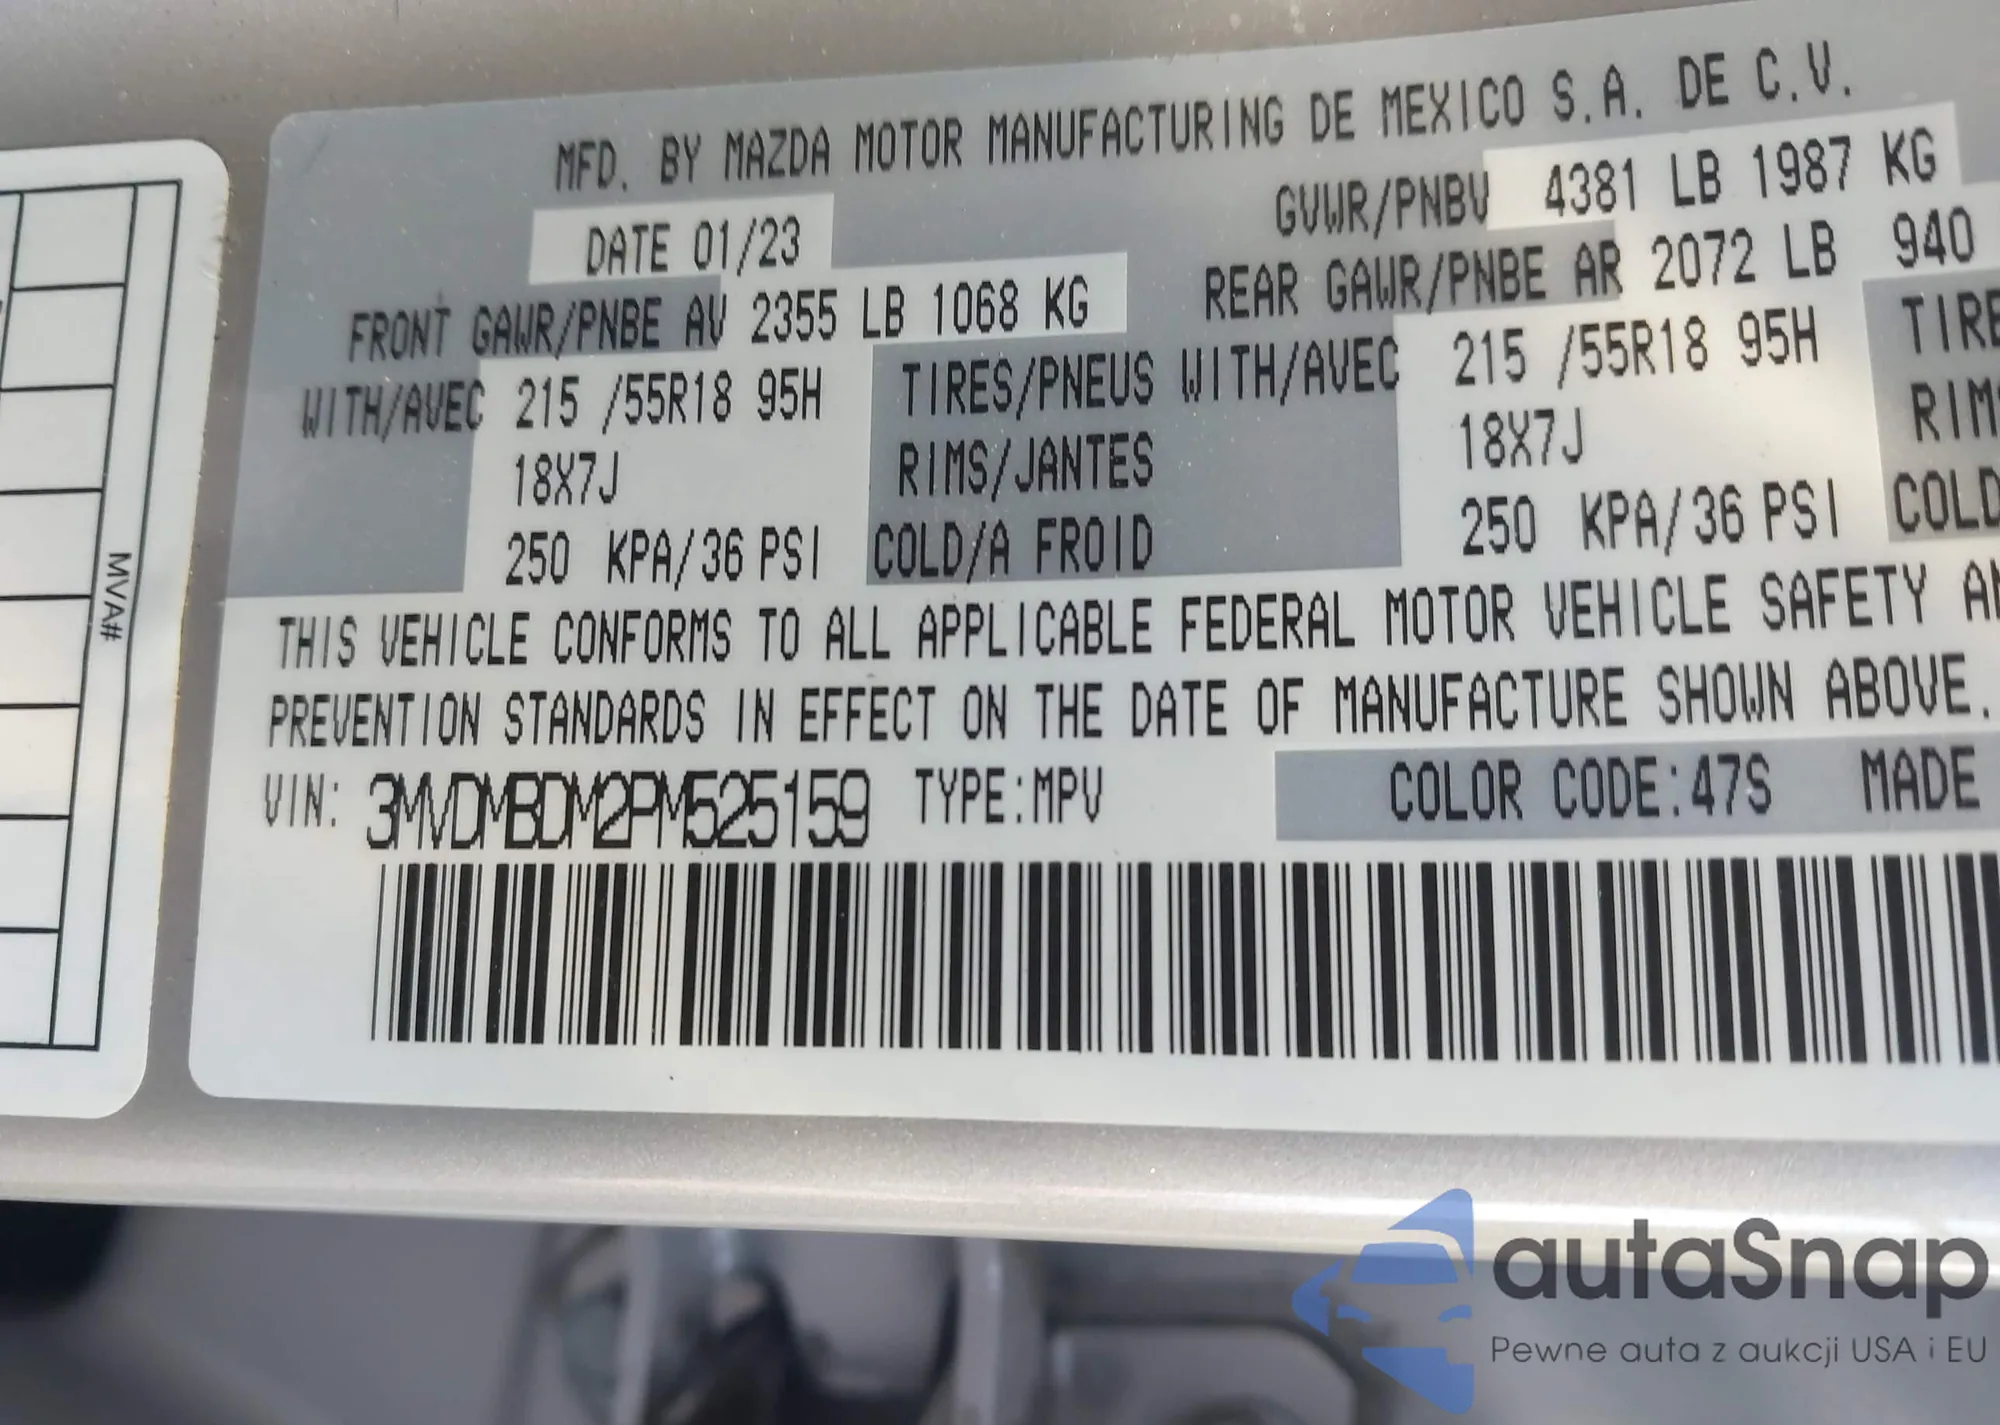 MFD. BY MAZDA MOTOR MANUFACTURING DE MEXICO S.A. DE C.V.
DATE 01/23 GVWR/PNBV 4381 LB 1987 KG
FRONT GAWR/PNBE AV 2355 LB 1068 KG REAR GAWR/PNBE AR 2072 LB 940
WITH/AVEC 215 /55R18 95H TIRES/PNEUS WITH/AVEC 215 /55R18 95H TIRE
18X7J RIMS/JANTES 18X7J RIMS
250 KPA/36 PSI COLD/A FROID 250 KPA/36 PSI COLD
THIS VEHICLE CONFORMS TO ALL APPLICABLE FEDERAL MOTOR VEHICLE SAFETY AN
PREVENTION STANDARDS IN EFFECT ON THE DATE OF MANUFACTURE SHOWN ABOVE.
VIN: 3MVDMBDM2PM525159 TYPE:MPV COLOR CODE:47S MADE
MVA#
autaSnap
Pewne auta z aukcji USA i EU